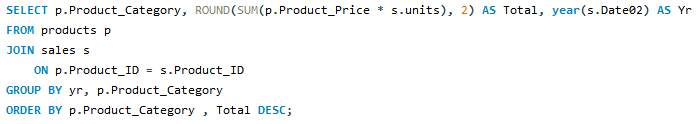 SELECT p.Product_Category, ROUND(SUM(p.Product_Price * s.units), 2) AS Total, year(s.Date02) AS Yr
FROM products p
JOIN sales s
ON p.Product_ID = s.Product_ID
GROUP BY yr, p.Product_Category
ORDER BY p.Product_Category , Total DESC;